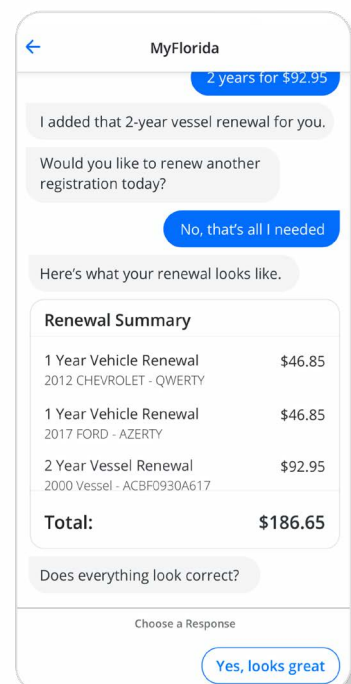 MyFlorida
2 years for $92.95
I added that 2-year vessel renewal for you.
Would you like to renew another
registration today?
No, that's all I needed
Here's what your renewal looks like.
Renewal Summary
1 Year Vehicle Renewal $46.85
2012 CHEVROLET - QWERTY
1 Year Vehicle Renewal $46.85
2017 FORD - AZERTY
2 Year Vessel Renewal $92.95
2000 Vessel - ACBF0930A617
Total: $186.65
Does everything look correct?
Choose a Response
Yes, looks great